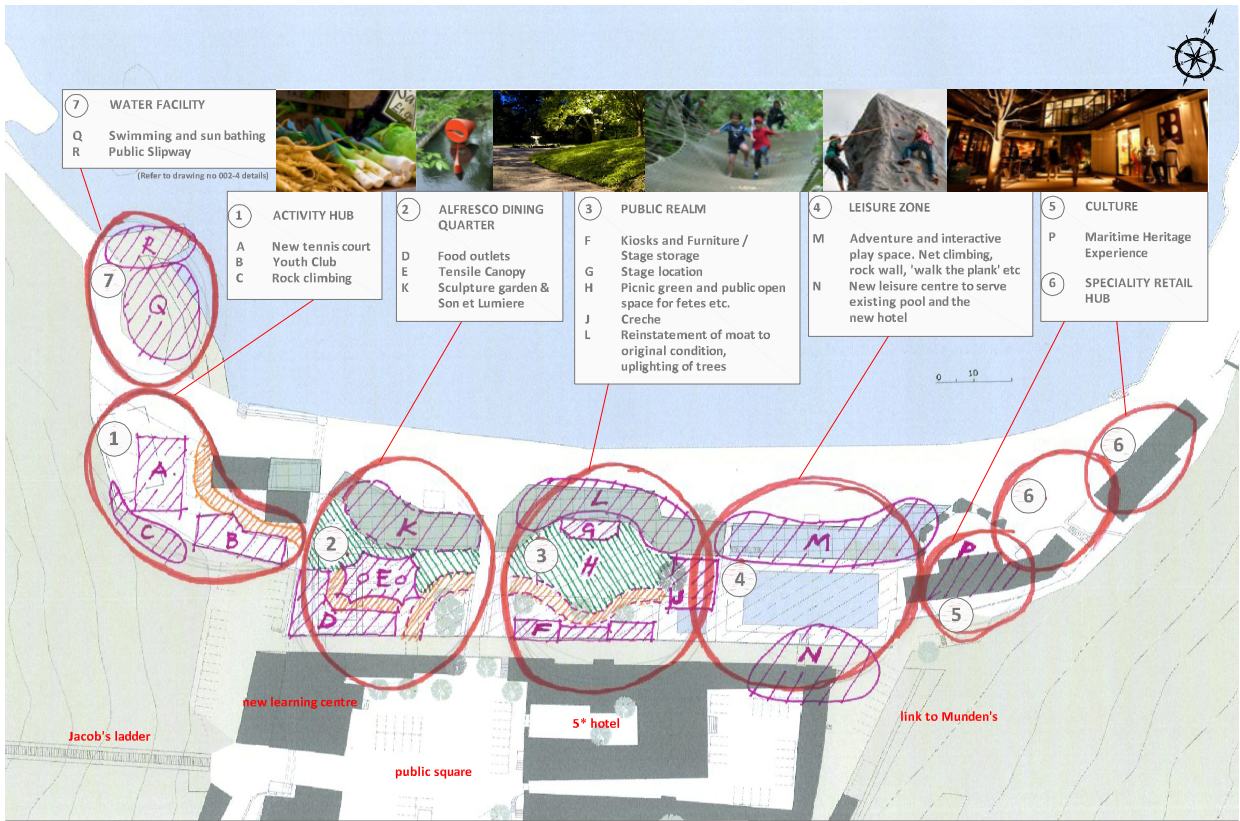 N
7 WATER FACILITY
Q Swimming and sun bathing
R Public Slipway
(Refer to drawing no 002-4 details)
1 ACTIVITY HUB
A New tennis court
B Youth Club
C Rock climbing
2 ALFRESCO DINING
QUARTER
D Food outlets
E Tensile Canopy
K Sculpture garden &
Son et Lumiere
3 PUBLIC REALM
F Kiosks and Furniture /
Stage storage
G Stage location
H Picnic green and public open
space for fetes etc.
J Creche
L Reinstatement of moat to
original condition,
uplighting of trees
4 LEISURE ZONE
M Adventure and interactive
play space. Net climbing,
rock wall, 'walk the plank' etc
N New leisure centre to serve
existing pool and the
new hotel
5 CULTURE
P Maritime Heritage
Experience
6 SPECIALITY RETAIL
HUB
R
7
Q
0 10
1
A
C
B
2
K
E
D
3
L
G
H
J
F
4
M
N
P
5
6
6
new learning centre
Jacob's ladder
public square
5* hotel
link to Munden's